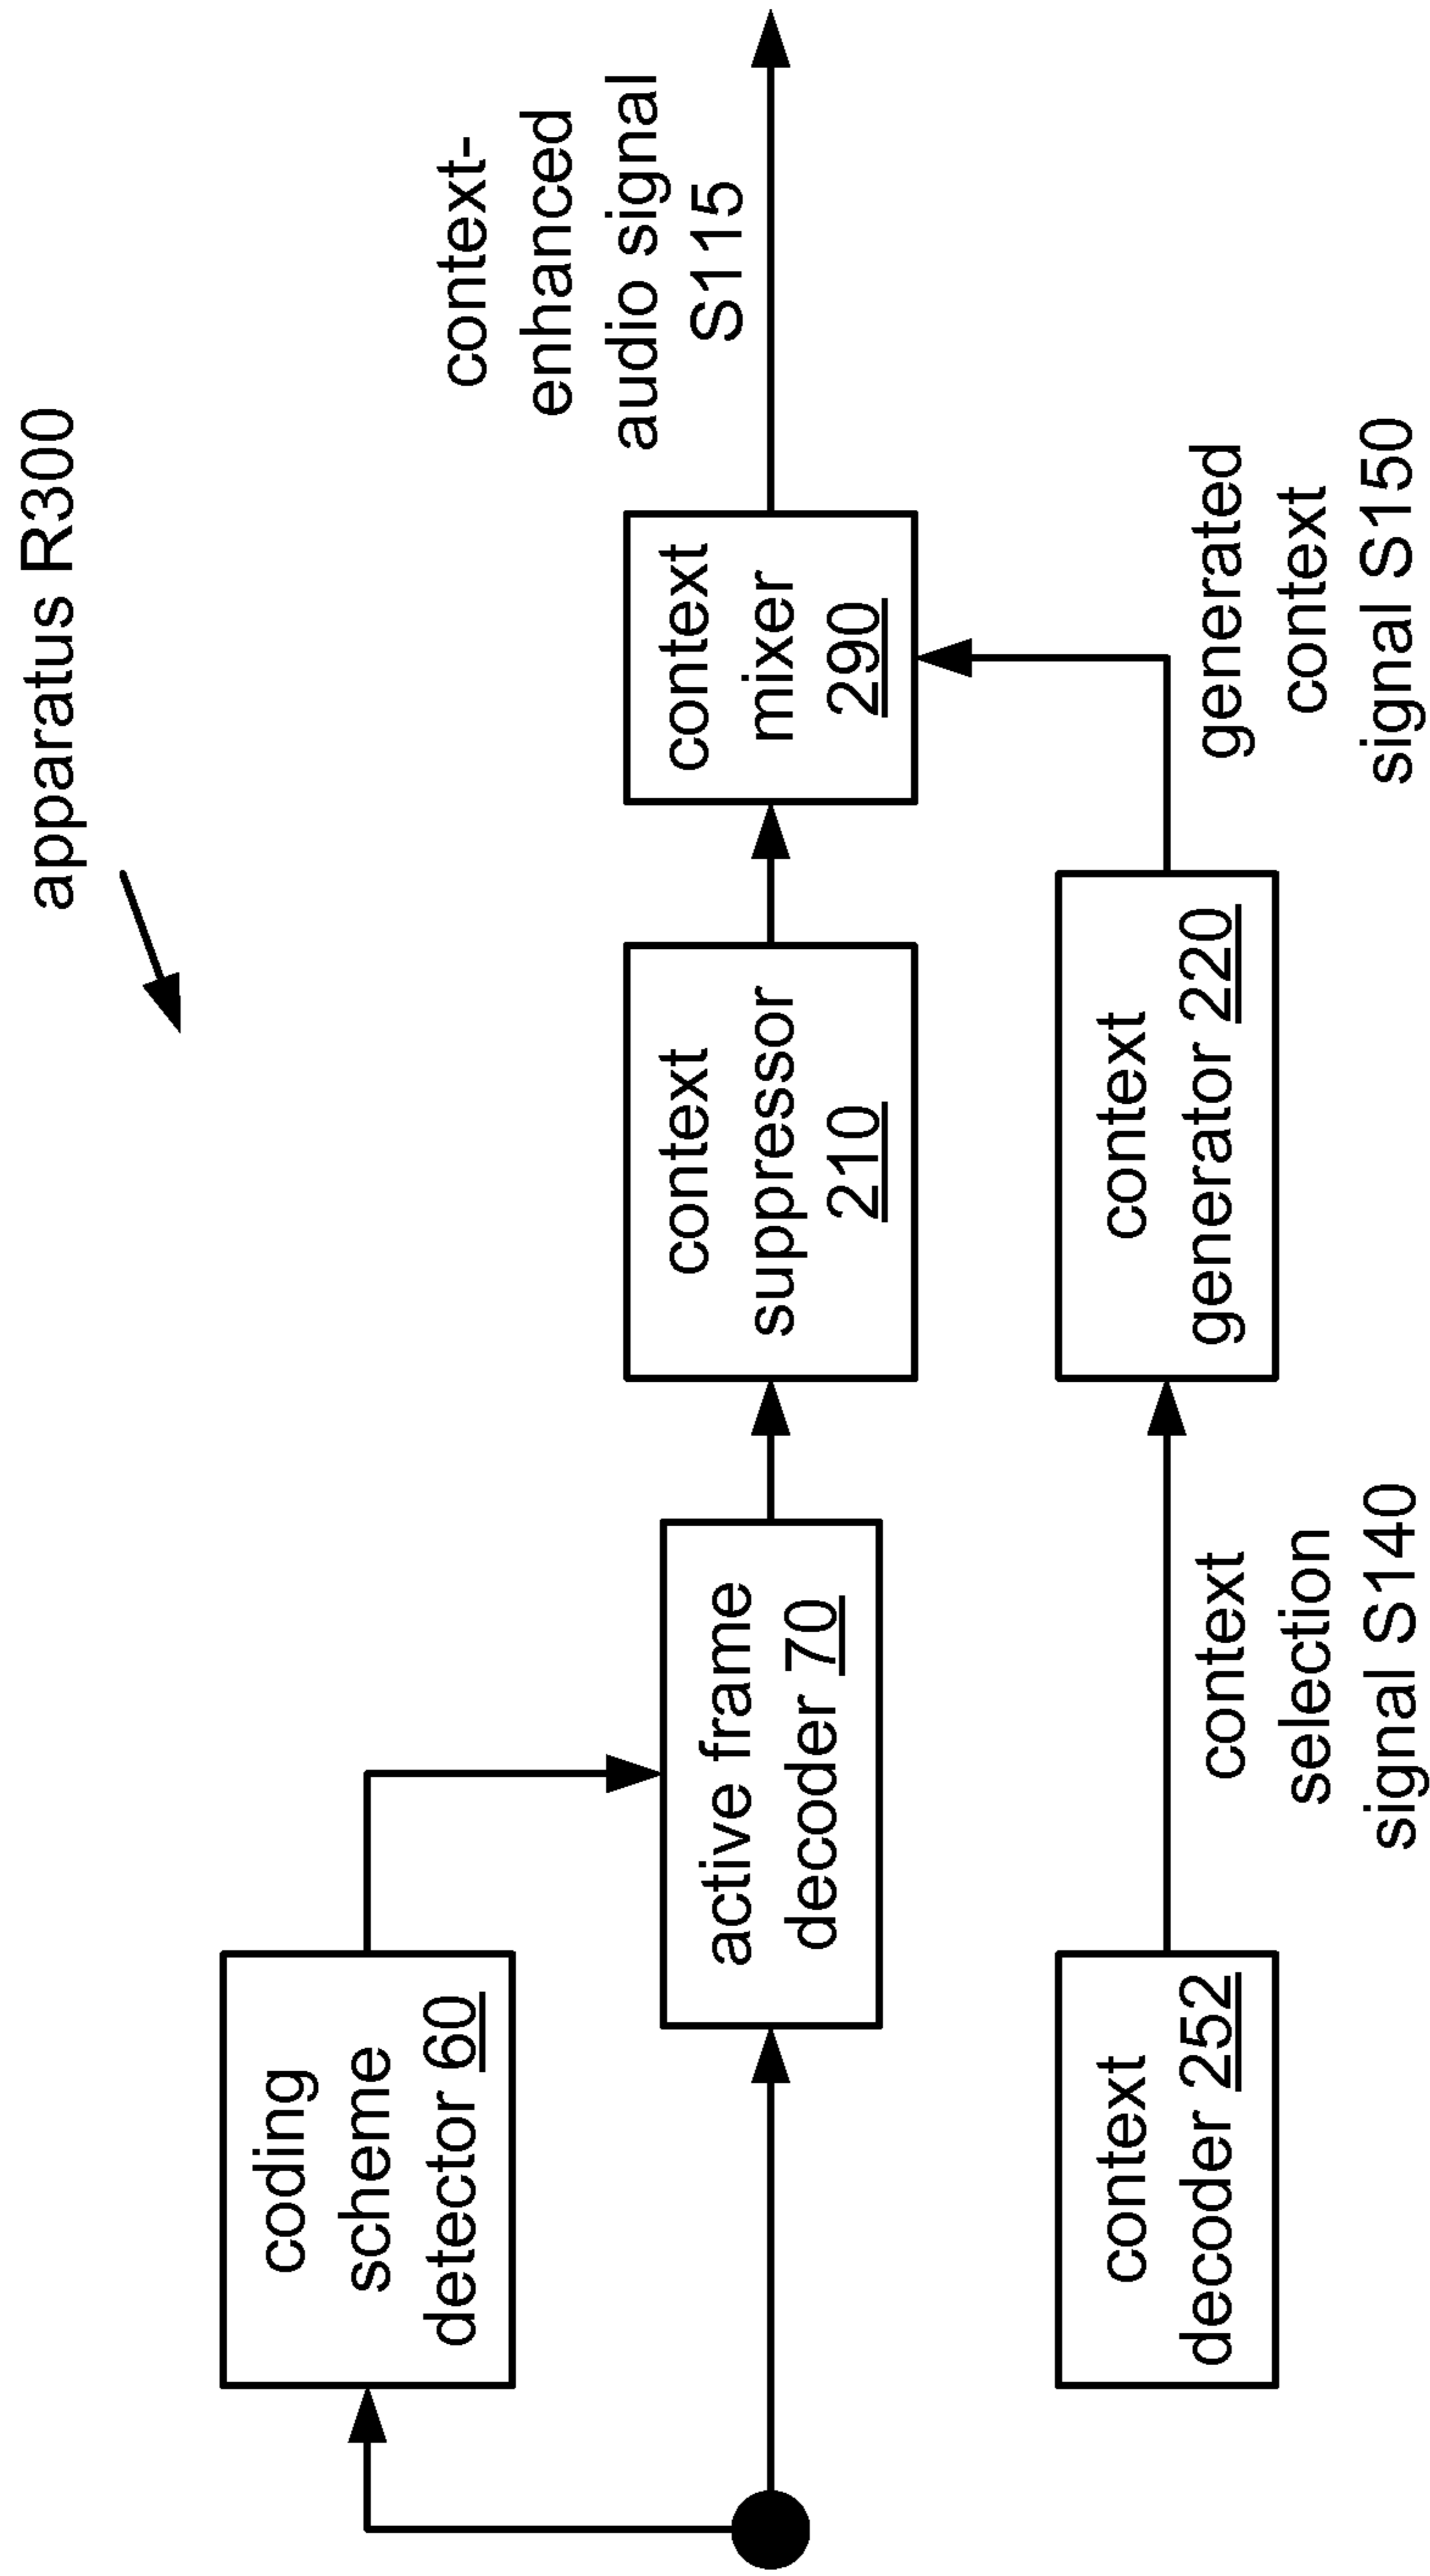 apparatus R300
coding
scheme
detector 60
active frame
decoder 70
context
suppressor
210
context
mixer
290
context-
enhanced
audio signal
S115
context
decoder 252
context
selection
signal S140
context
generator 220
generated
context
signal S150